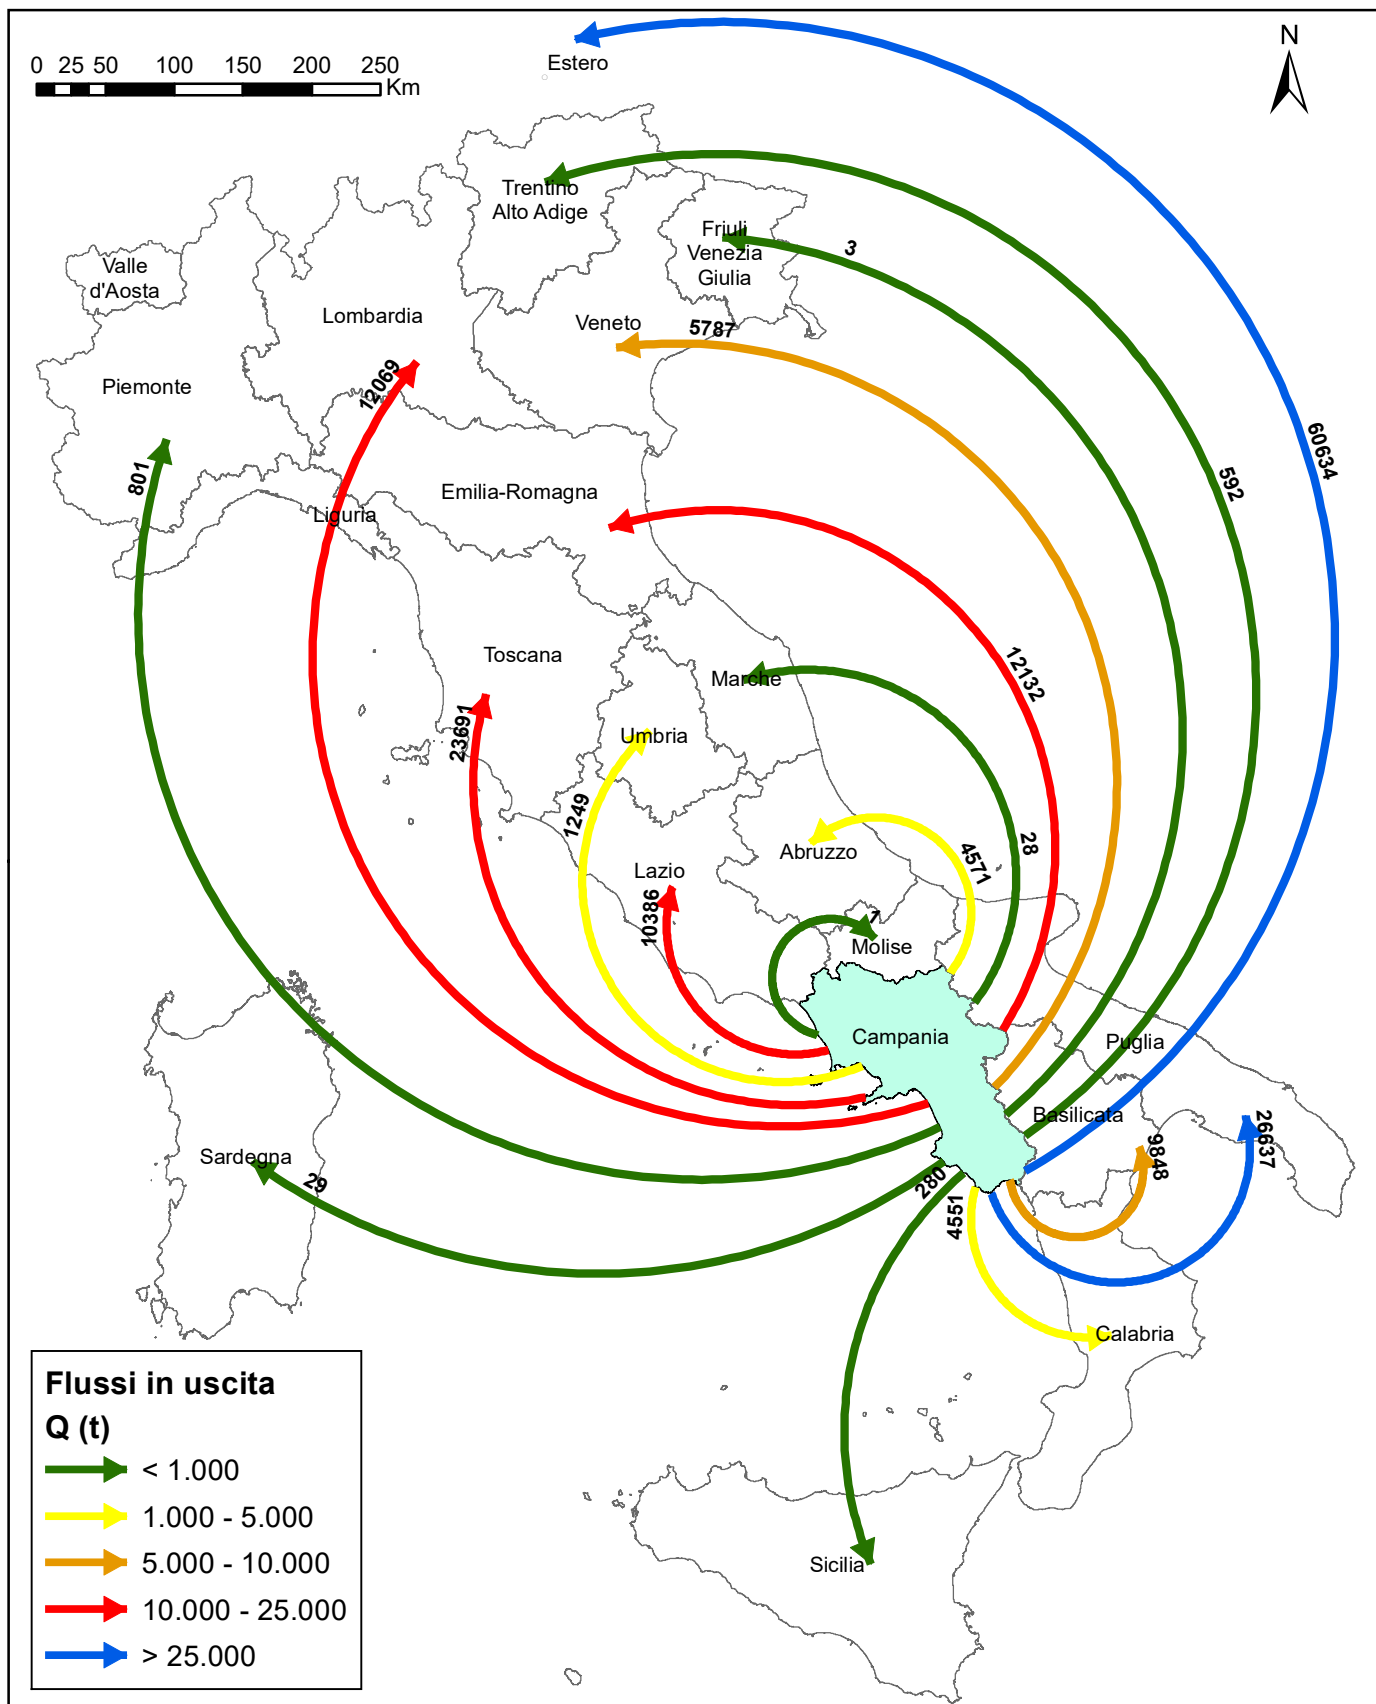 N
0 25 50 100 150 200 250
Km
Estero
Trentino
Alto Adige
Friuli
Venezia
Giulia
3
Valle
d'Aosta
Lombardia
Veneto
5787
Piemonte
12069
60634
801
592
Emilia-Romagna
Liguria
Toscana
12132
Marche
23691
Umbria
1249
28
4571
Abruzzo
Lazio
10386
1
Molise
Campania
Puglia
Basilicata
26637
9848
Sardegna
29
280
4551
Calabria
Sicilia
Flussi in uscita
Q (t)
< 1.000
1.000 - 5.000
5.000 - 10.000
10.000 - 25.000
> 25.000